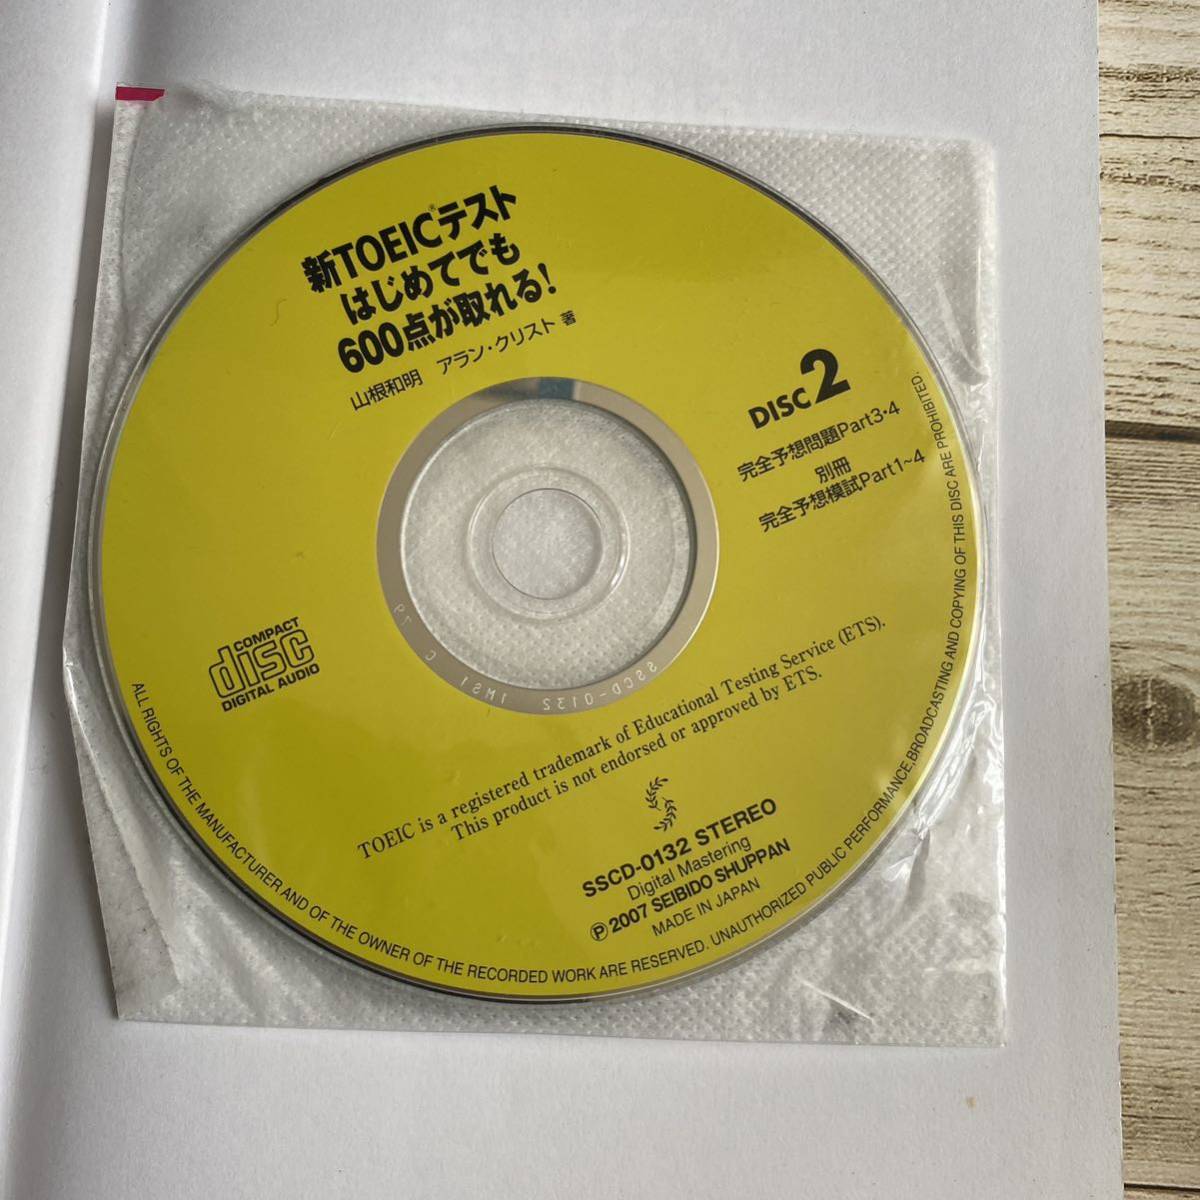 新TOEIC®テスト
はじめてでも
600点が取れる!
山根和明 アラン・クリスト 著
DISC 2
完全予想問題Part3・4
別冊
完全予想模試Part1~4
COMPACT
disc
DIGITAL AUDIO
SSCD-0132 1MS1
TOEIC is a registered trademark of Educational Testing Service (ETS).
This product is not endorsed or approved by ETS.
SSCD-0132 STEREO
Digital Mastering
Ⓟ2007 SEIBIDO SHUPPAN
MADE IN JAPAN
ALL RIGHTS OF THE MANUFACTURER AND OF THE OWNER OF THE RECORDED WORK ARE RESERVED. UNAUTHORIZED PUBLIC PERFORMANCE,BROADCASTING AND COPYING OF THIS DISC ARE PROHIBITED.